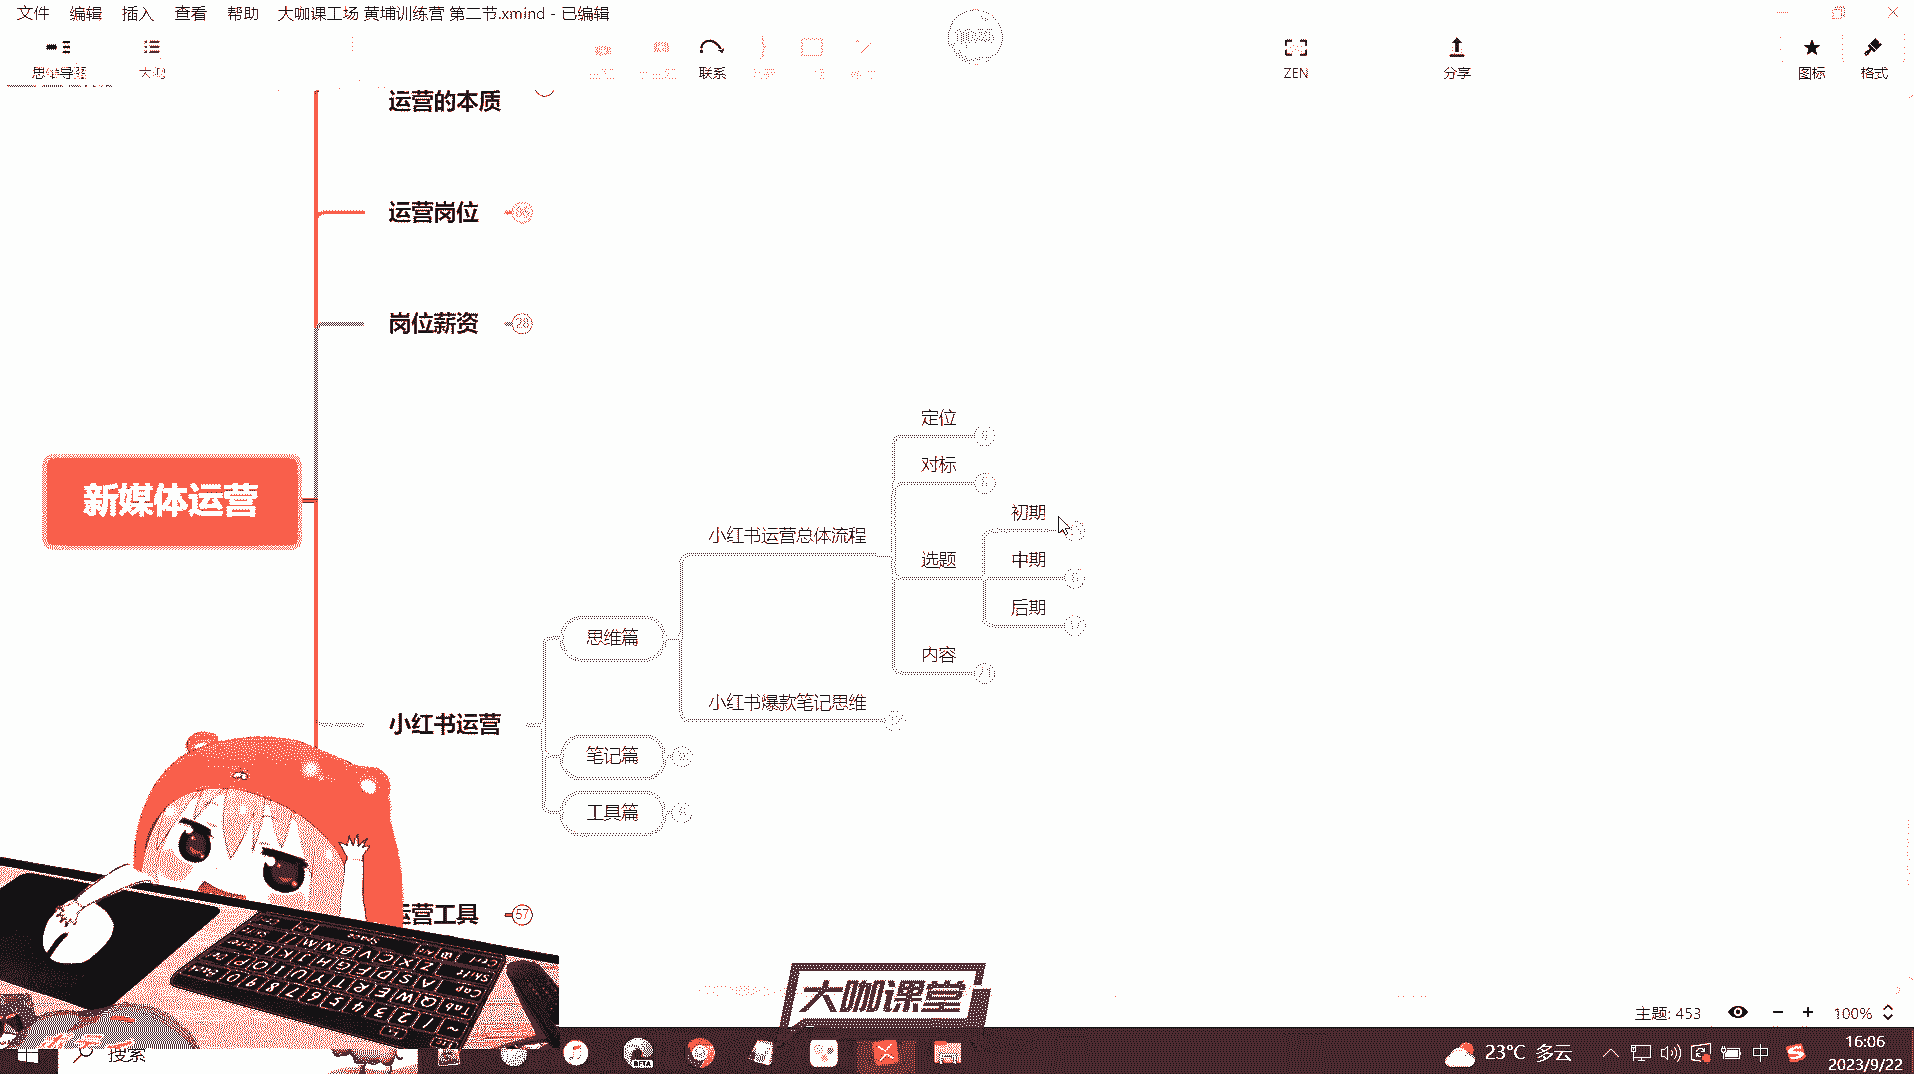 文件 编辑 插入 查看 帮助 大咖课工场 黄埔训练营 第二节.xmind - 已编辑
思维导图
联系
ZEN
分享
图标
格式
运营的本质
运营岗位
岗位薪资 28
新媒体运营
定位
对标
初期
小红书运营总体流程
选题
中期
后期
思维篇
内容
小红书爆款笔记思维
小红书运营
笔记篇
工具篇
运营工具 57
大咖课堂
主题: 453
100%
搜索
BETA
23°C 多云
中
16:06
2023/9/22